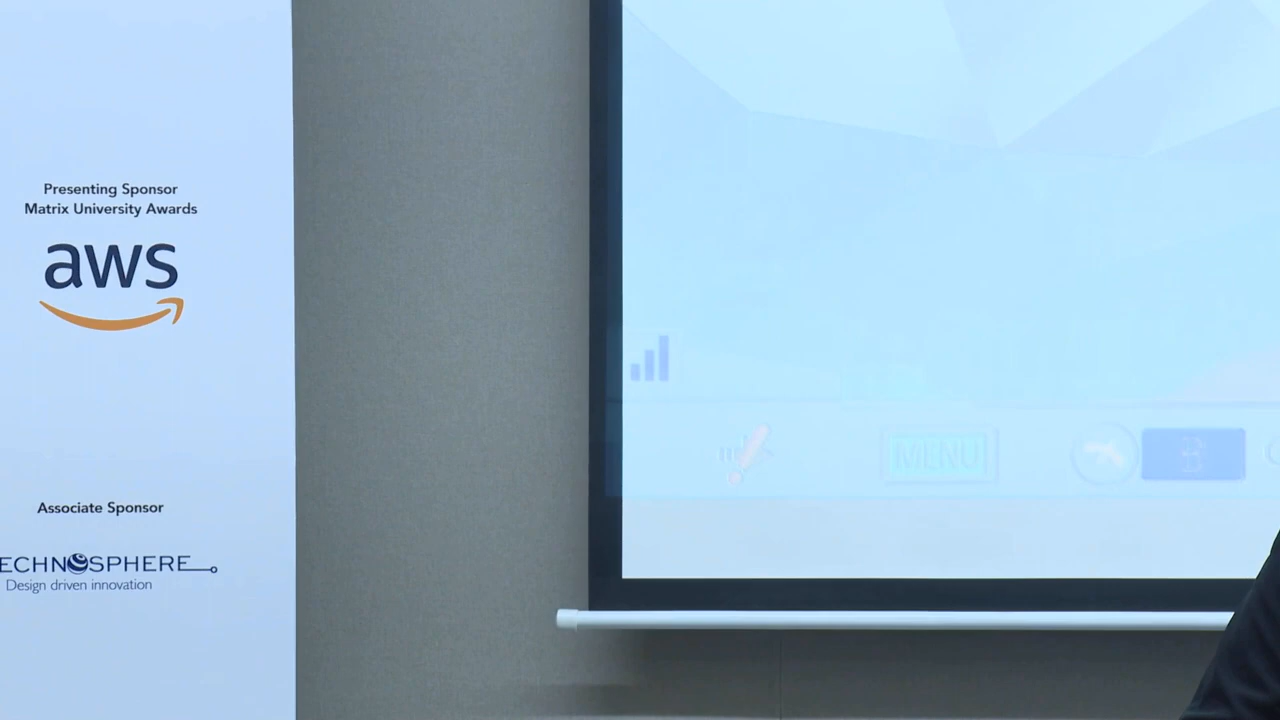 Presenting Sponsor
Matrix University Awards
aws
Associate Sponsor
ECHNOSPHERE
Design driven innovation
MENU